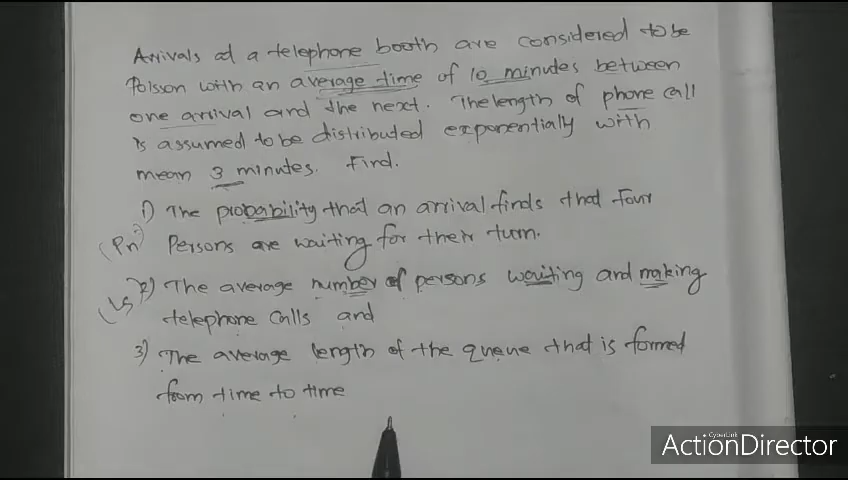 Arrivals at a telephone booth are considered to be
Poisson with an average time of 10 minutes between
one arrival and the next. The length of phone call
is assumed to be distributed exponentially with
mean 3 minutes. Find.
1) The probability that an arrival finds that four
(Pn) Persons are waiting for their turn.
(Ls 2) The average number of persons waiting and making
telephone calls and
3) The average length of the queue that is formed
from time to time
CyberLink
ActionDirector